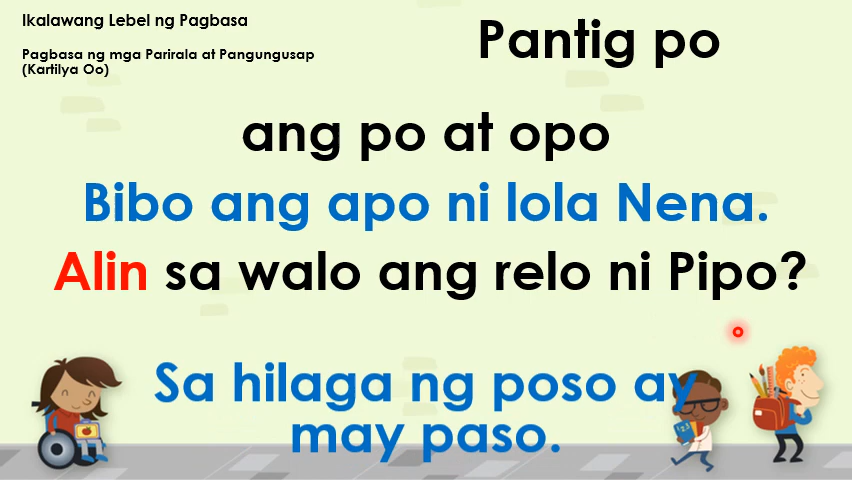 Ikalawang Lebel ng Pagbasa
Pagbasa ng mga Parirala at Pangungusap
(Kartilya Oo)
Pantig po
ang po at opo
Bibo ang apo ni lola Nena.
Alin sa walo ang relo ni Pipo?
Sa hilaga ng poso ay
may paso.